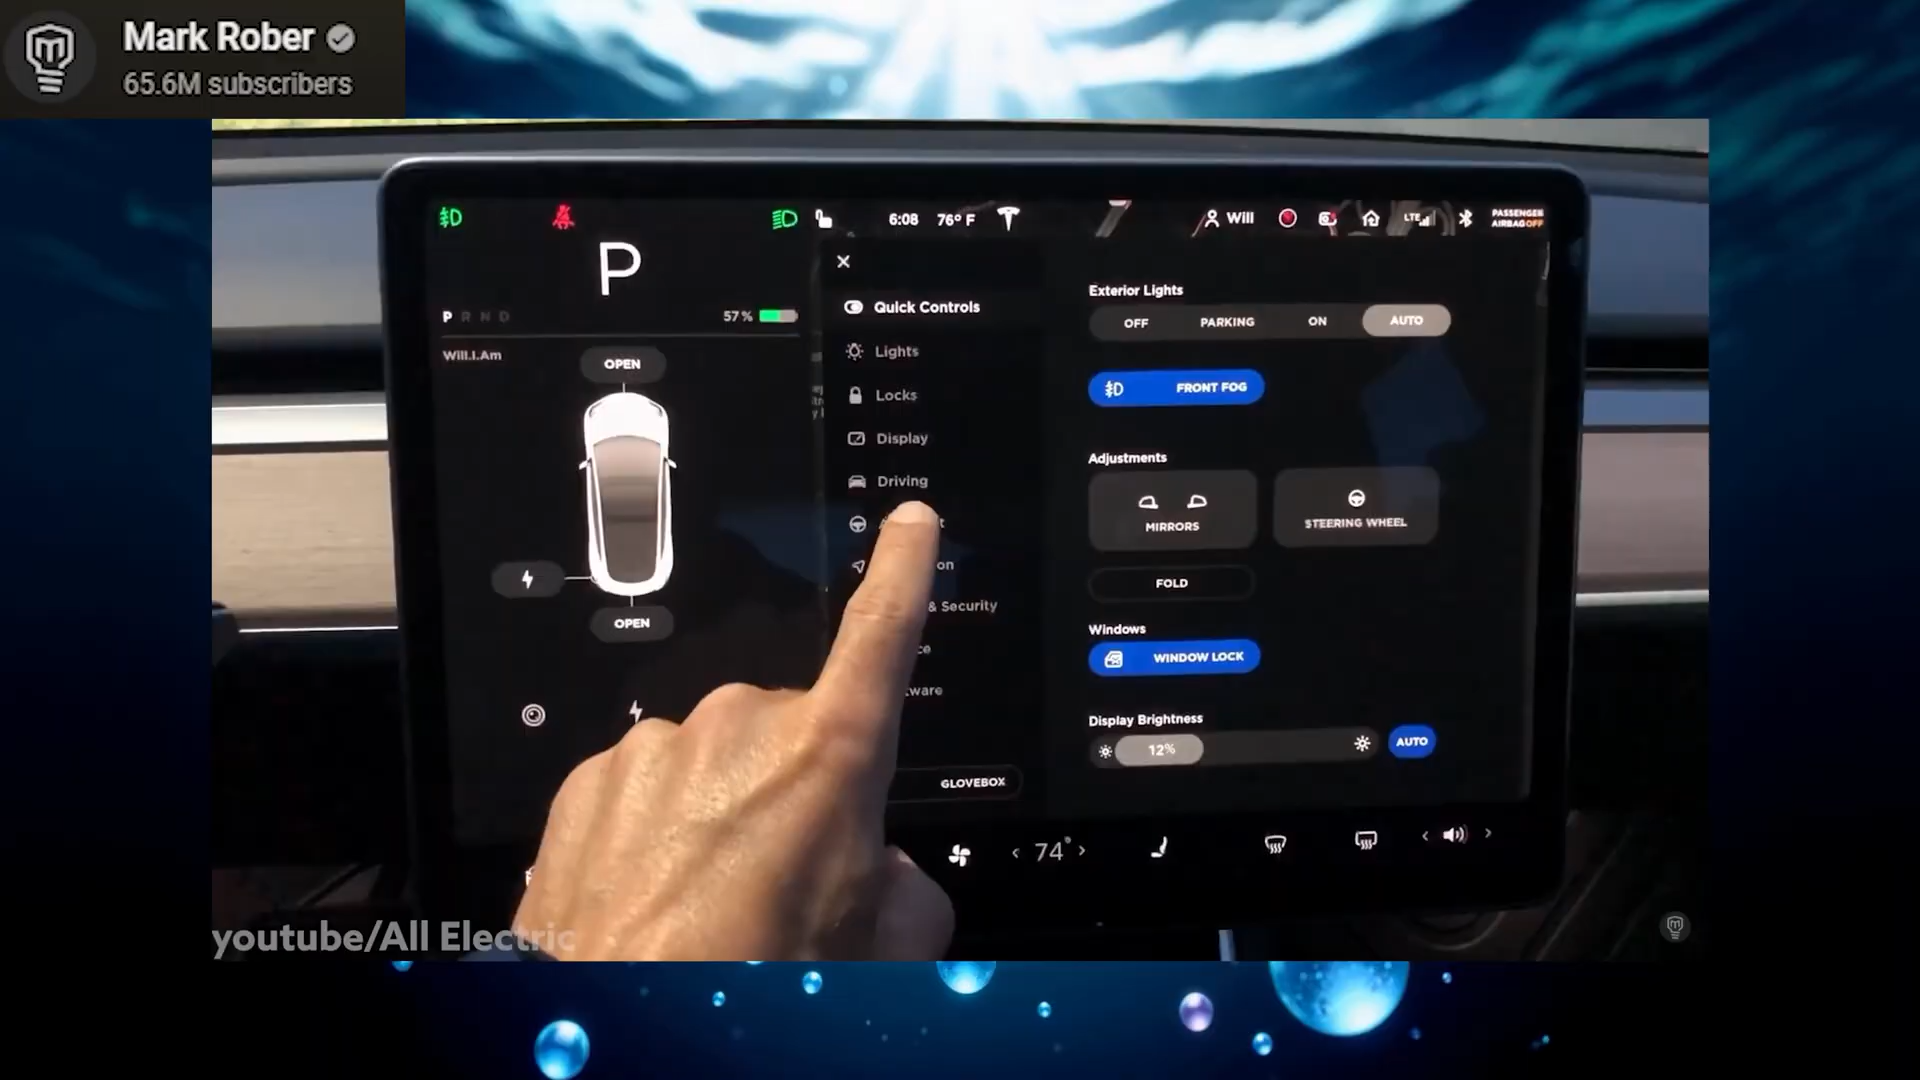 Mark Rober
65.6M subscribers
6:08 76° F
Will
LTE
PASSENGER
AIRBAG OFF
P
P R N D
57%
Will.I.Am
OPEN
OPEN
Quick Controls
Lights
Locks
Display
Driving
& Security
GLOVEBOX
Exterior Lights
OFF PARKING ON AUTO
FRONT FOG
Adjustments
MIRRORS
STEERING WHEEL
FOLD
Windows
WINDOW LOCK
Display Brightness
12%
AUTO
< 74° >
< >
youtube/All Electric